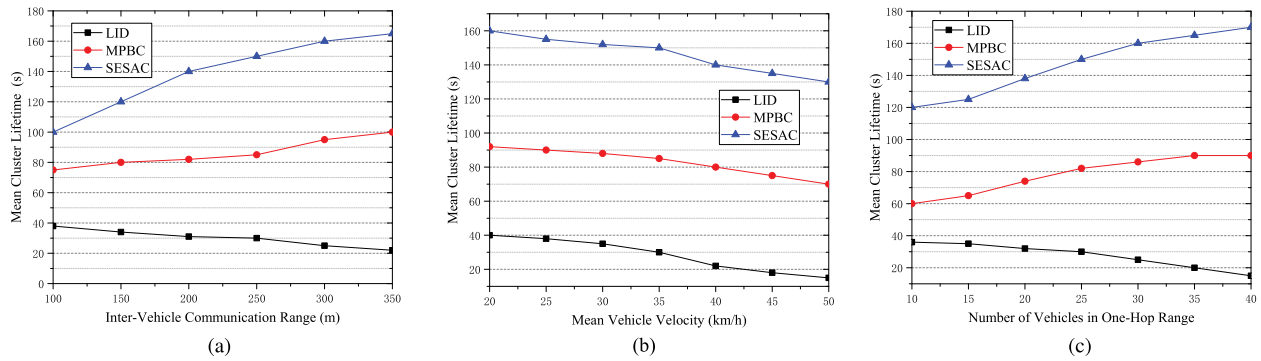 180
160
140
120
100
80
60
40
20
0
Mean Cluster Lifetime (s)
LID
MPBC
SESAC
100 150 200 250 300 350
Inter-Vehicle Communication Range (m)
(a)
160
140
120
100
80
60
40
20
Mean Cluster Lifetime (s)
LID
MPBC
SESAC
20 25 30 35 40 45 50
Mean Vehicle Velocity (km/h)
(b)
180
160
140
120
100
80
60
40
20
Mean Cluster Lifetime (s)
LID
MPBC
SESAC
10 15 20 25 30 35 40
Number of Vehicles in One-Hop Range
(c)